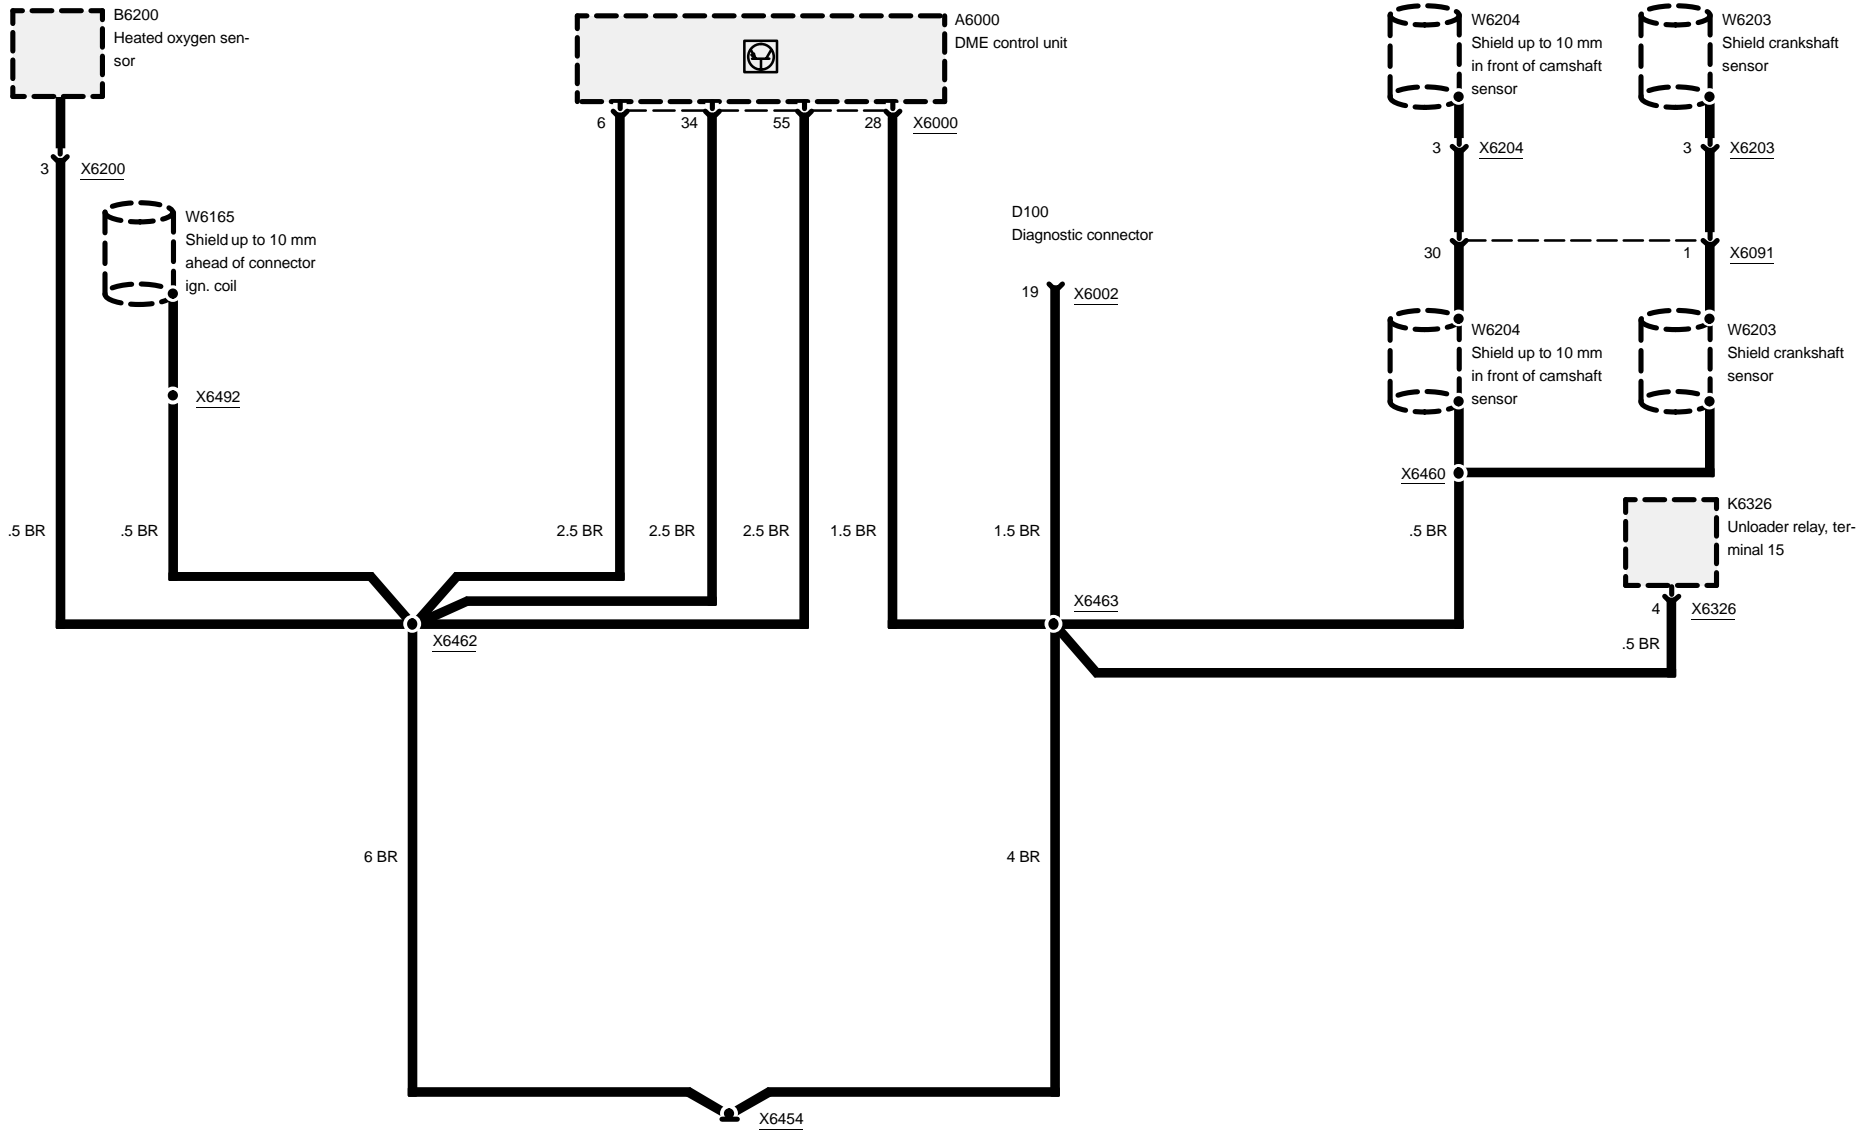 B6200
Heated oxygen sen-
sor
A6000
DME control unit
W6204
Shield up to 10 mm
in front of camshaft
sensor
W6203
Shield crankshaft
sensor
6
34
55
28
X6000
3
X6204
3
X6203
3
X6200
W6165
Shield up to 10 mm
ahead of connector
ign. coil
D100
Diagnostic connector
30
1
X6091
19
X6002
W6204
Shield up to 10 mm
in front of camshaft
sensor
W6203
Shield crankshaft
sensor
X6492
X6460
K6326
Unloader relay, ter-
minal 15
.5 BR
.5 BR
2.5 BR
2.5 BR
2.5 BR
1.5 BR
1.5 BR
.5 BR
X6463
4
X6326
X6462
.5 BR
6 BR
4 BR
X6454